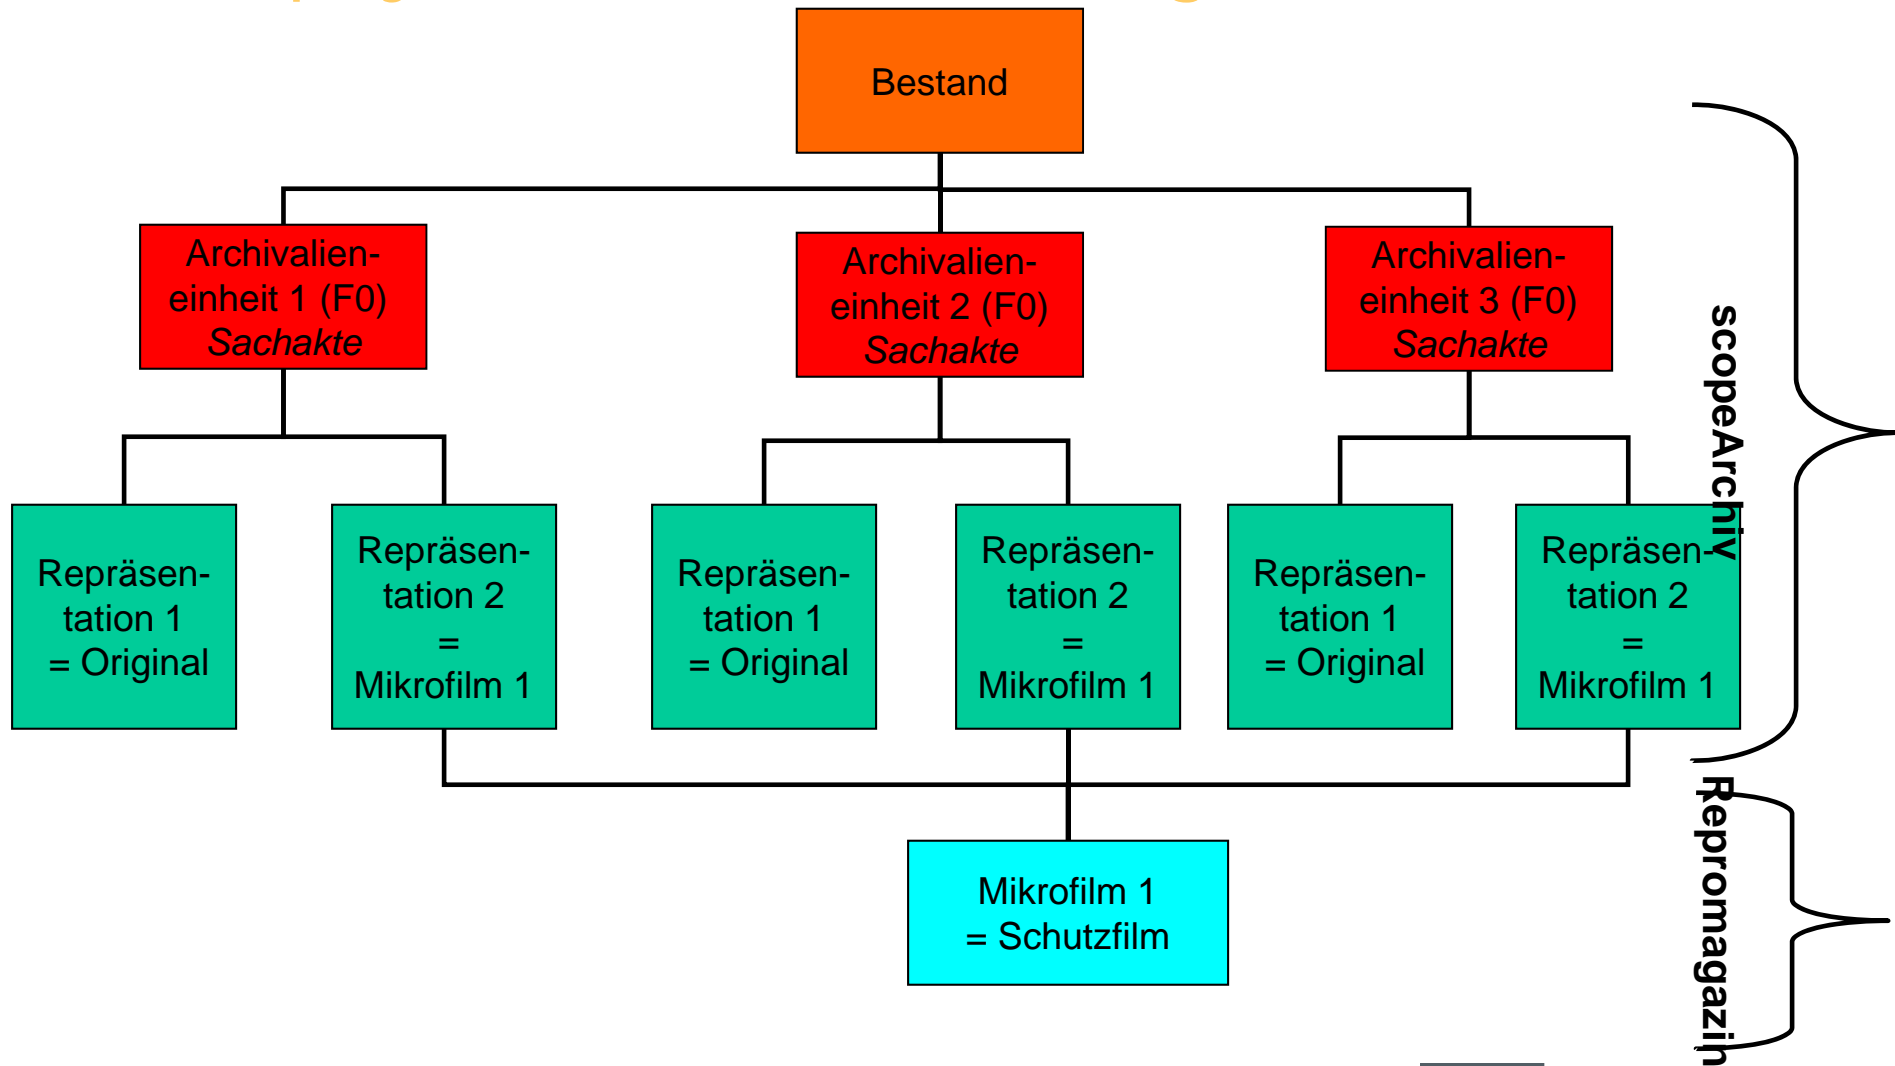 Bestand
Archivalien-
einheit 1 (F0)
Sachakte
Archivalien-
einheit 2 (F0)
Sachakte
Archivalien-
einheit 3 (F0)
Sachakte
scopeArchiv
Repräsen-
tation 1
= Original
Repräsen-
tation 2
=
Mikrofilm 1
Repräsen-
tation 1
= Original
Repräsen-
tation 2
=
Mikrofilm 1
Repräsen-
tation 1
= Original
Repräsen-
tation 2
=
Mikrofilm 1
Mikrofilm 1
= Schutzfilm
Repromagazin